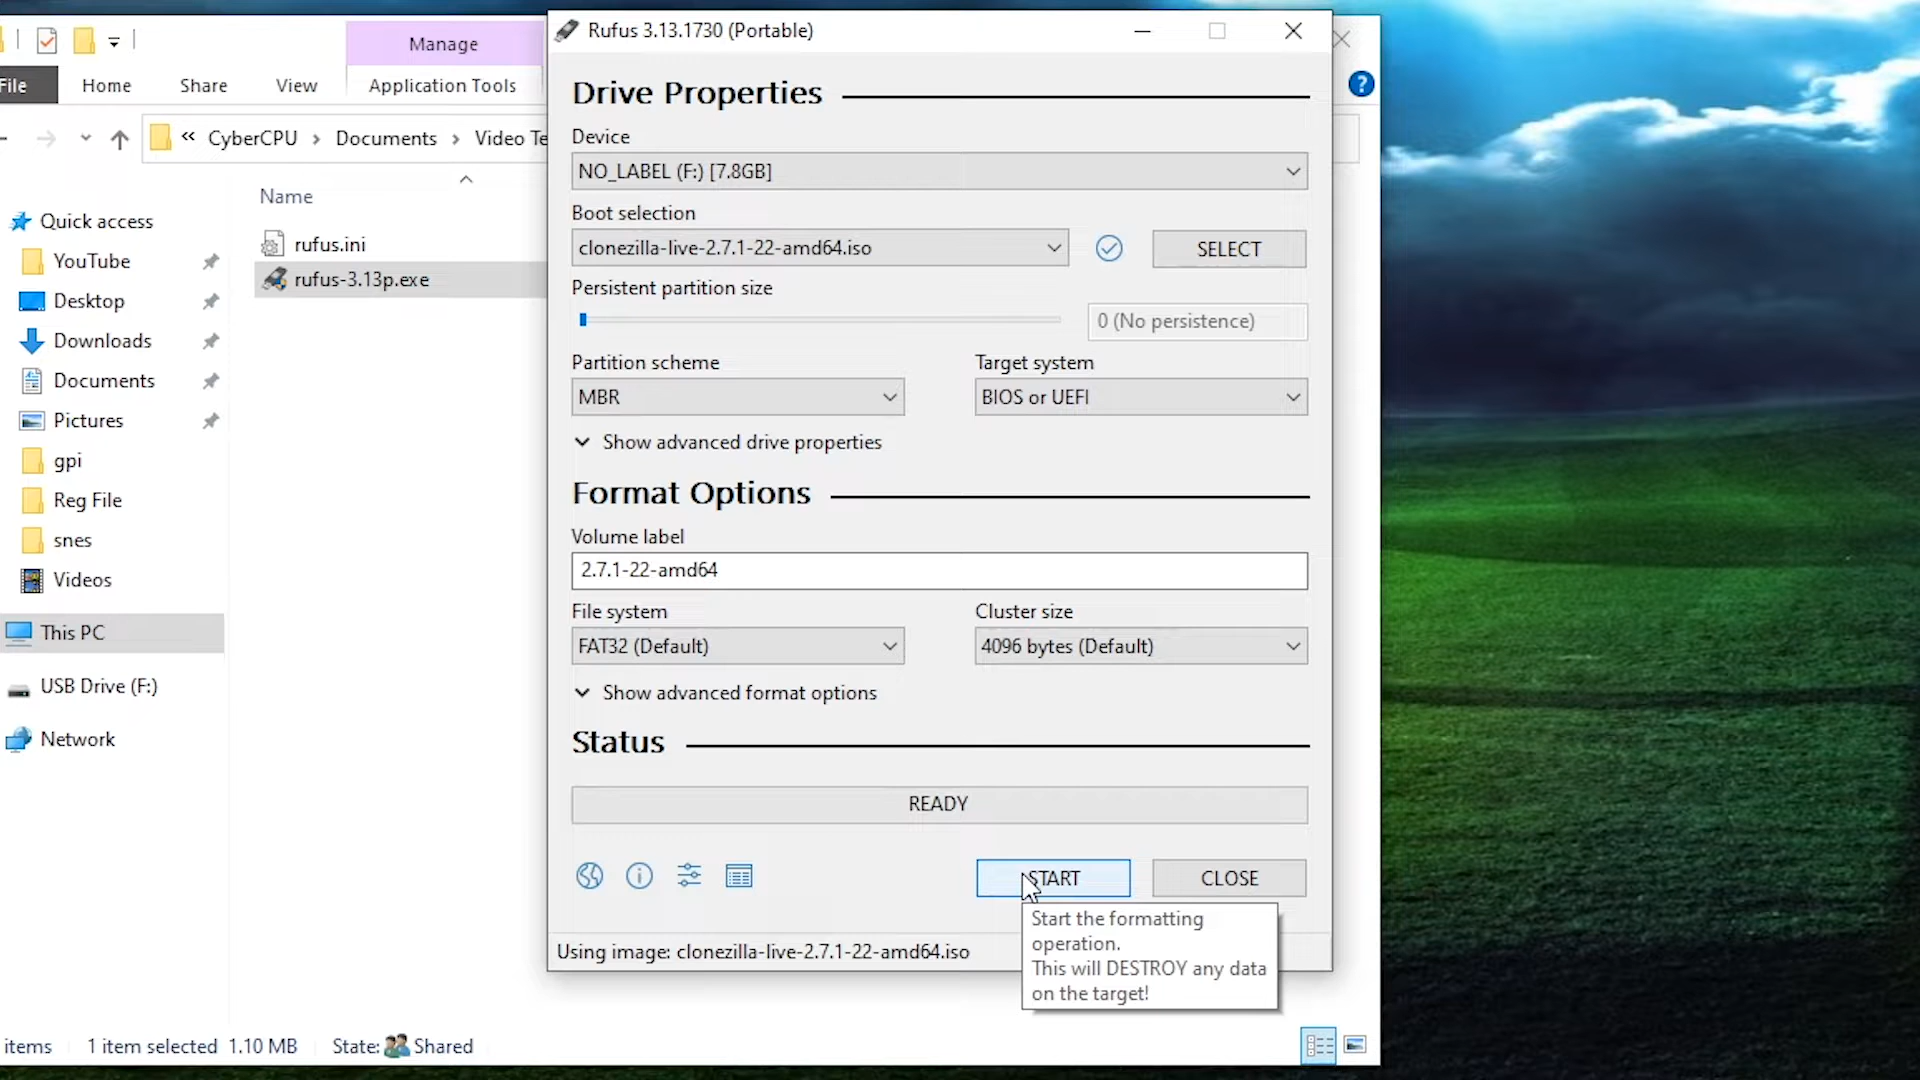 Manage
File
Home
Share
View
Application Tools
« CyberCPU › Documents › Video Te
Name
rufus.ini
rufus-3.13p.exe
Quick access
YouTube
Desktop
Downloads
Documents
Pictures
gpi
Reg File
snes
Videos
This PC
USB Drive (F:)
Network
items
1 item selected 1.10 MB
State: Shared
Rufus 3.13.1730 (Portable)
Drive Properties
Device
NO_LABEL (F:) [7.8GB]
Boot selection
clonezilla-live-2.7.1-22-amd64.iso
SELECT
Persistent partition size
0 (No persistence)
Partition scheme
Target system
MBR
BIOS or UEFI
Show advanced drive properties
Format Options
Volume label
2.7.1-22-amd64
File system
Cluster size
FAT32 (Default)
4096 bytes (Default)
Show advanced format options
Status
READY
START
CLOSE
Start the formatting
operation.
This will DESTROY any data
on the target!
Using image: clonezilla-live-2.7.1-22-amd64.iso